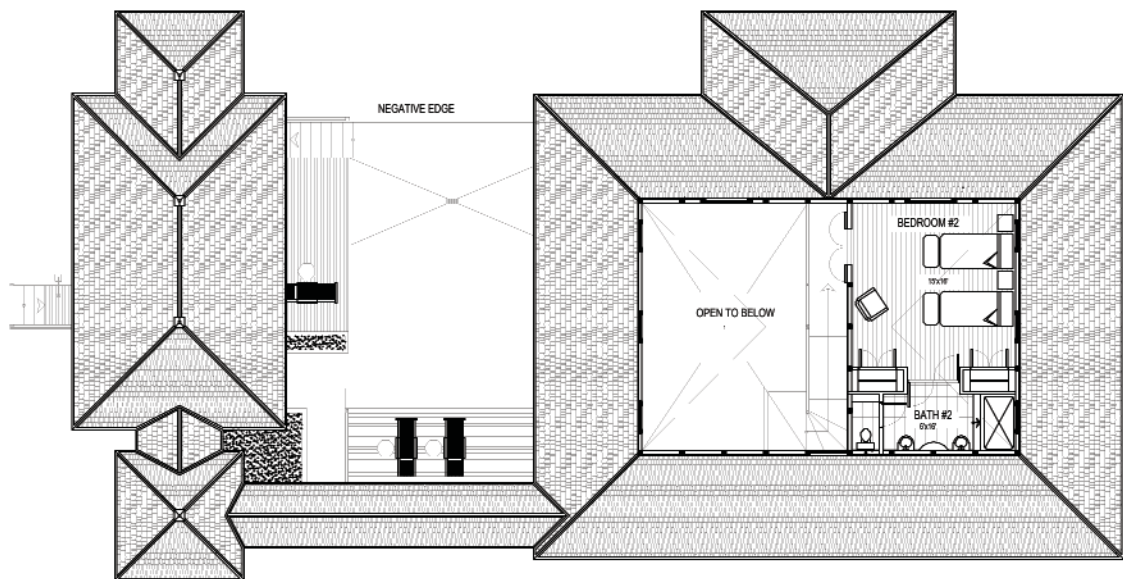 NEGATIVE EDGE
BEDROOM #2
15'x16'
OPEN TO BELOW
BATH #2
6'x16'